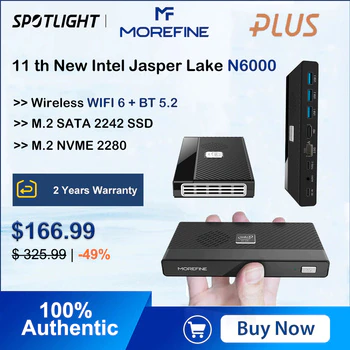 SPOTLIGHT
MF
MOREFINE
PLUS
11 th New Intel Jasper Lake N6000
>> Wireless WIFI 6 + BT 5.2
>> M.2 SATA 2242 SSD
>> M.2 NVME 2280
2 Years Warranty
$166.99
$ 325.99 | -49%
MOREFINE
100%
Authentic
Buy Now